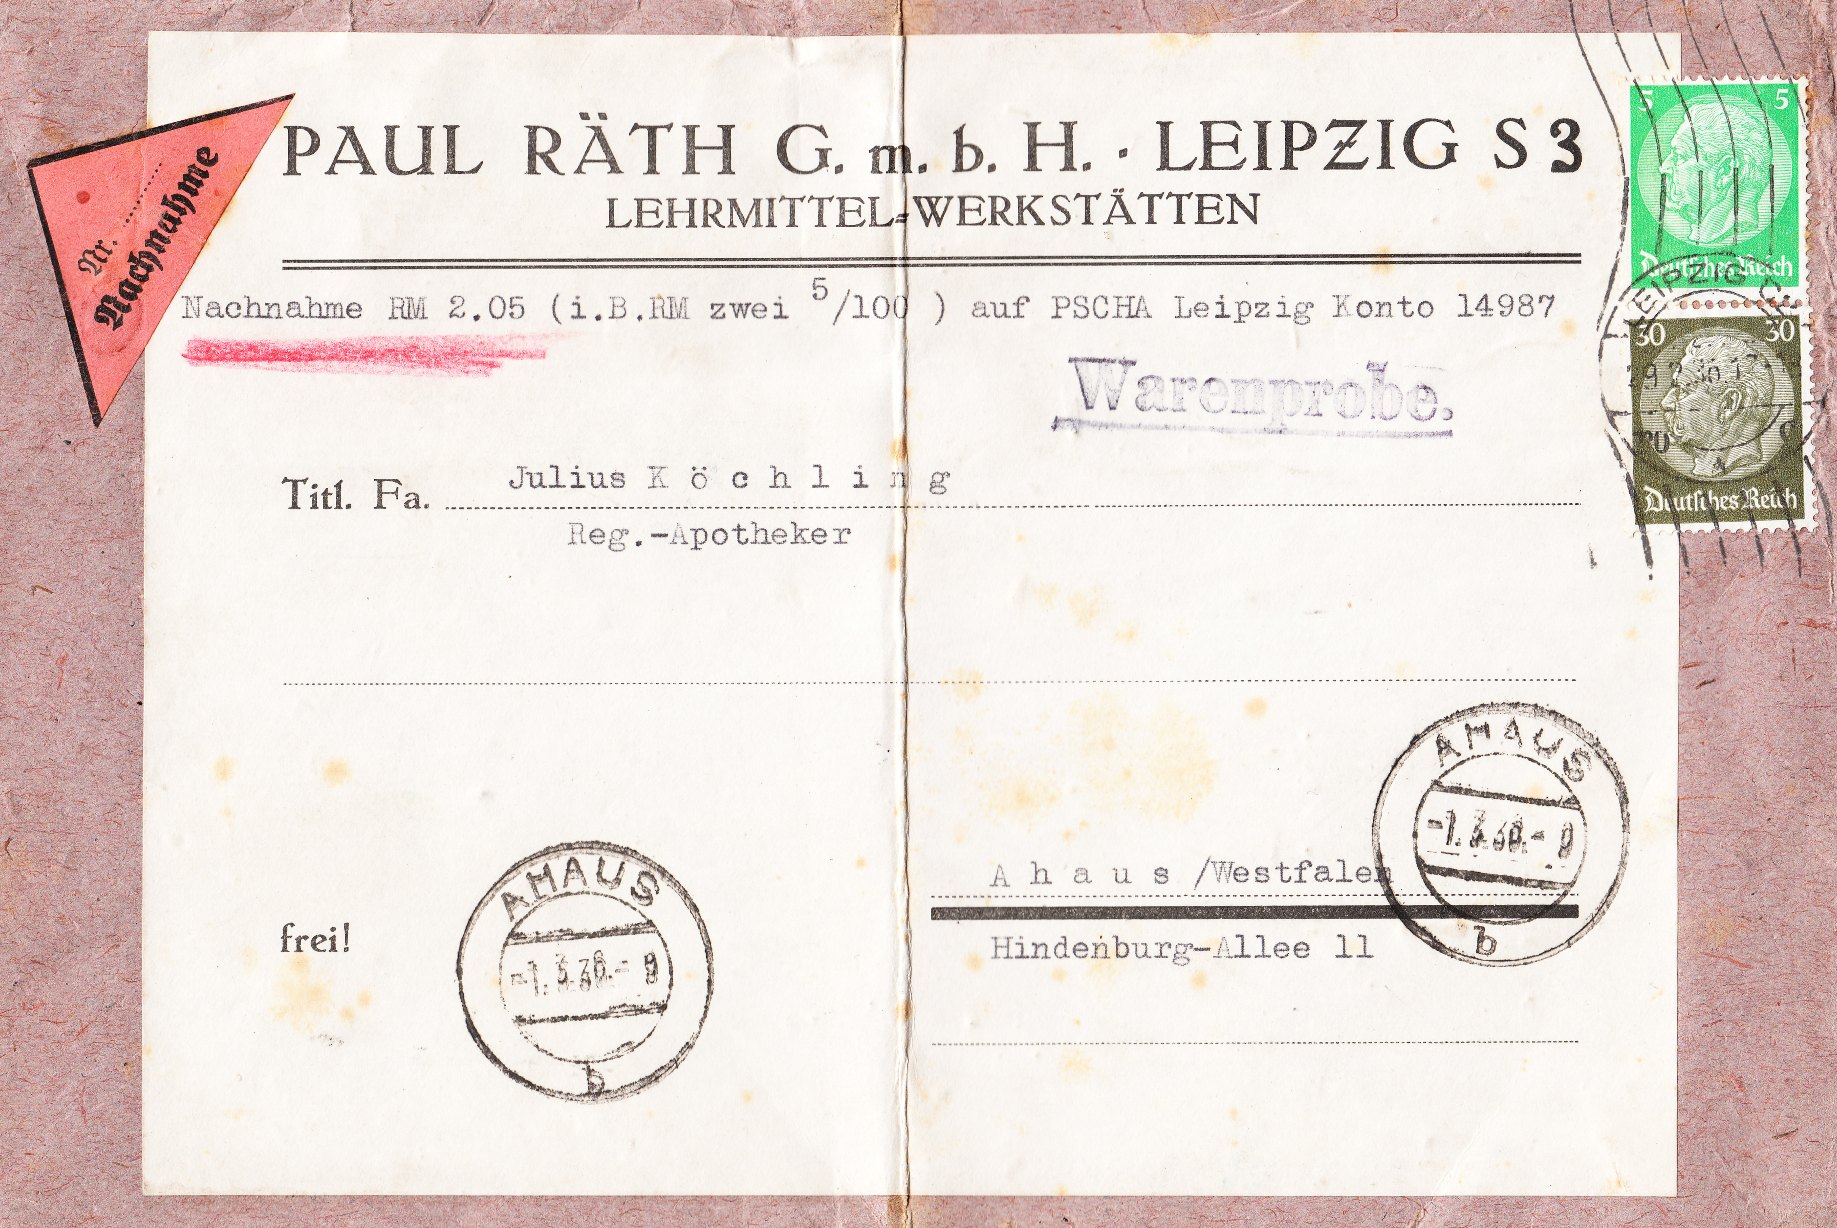 PAUL RÄTH G. m. b. H. · LEIPZIG S 3
LEHRMITTEL=WERKSTÄTTEN
Nr. ........
Nachnahme
Nachnahme RM 2.05 (i.B.RM zwei 5/100 ) auf PSCHA Leipzig Konto 14987
Warenprobe.
Titl. Fa. Julius K ö c h l i n g
Reg.-Apotheker
A h a u s /Westfalen
Hindenburg-Allee 11
frei!
5 5
Deutsches Reich
LEIPZIG
30 30
Deutsches Reich
AHAUS
b
AHAUS
b